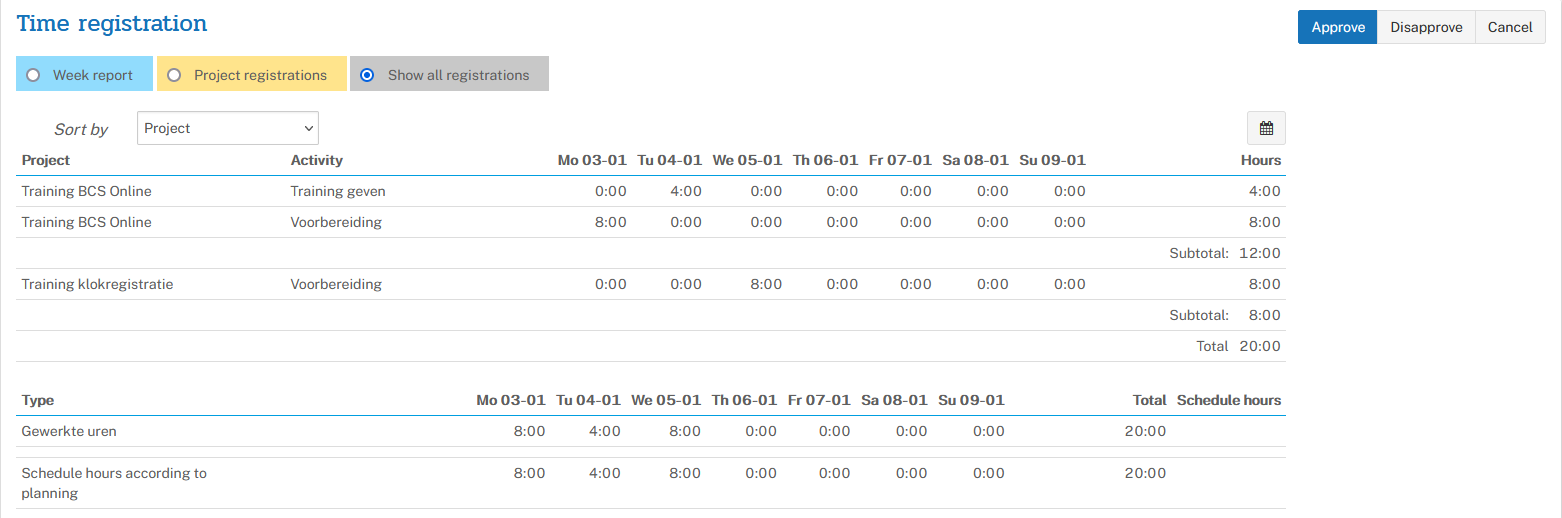 Time registration
Approve Disapprove Cancel
Week report Project registrations Show all registrations
Sort by Project
Project Activity Mo 03-01 Tu 04-01 We 05-01 Th 06-01 Fr 07-01 Sa 08-01 Su 09-01 Hours
Training BCS Online Training geven 0:00 4:00 0:00 0:00 0:00 0:00 0:00 4:00
Training BCS Online Voorbereiding 8:00 0:00 0:00 0:00 0:00 0:00 0:00 8:00
Subtotal: 12:00
Training klokregistratie Voorbereiding 0:00 0:00 8:00 0:00 0:00 0:00 0:00 8:00
Subtotal: 8:00
Total 20:00
Type Mo 03-01 Tu 04-01 We 05-01 Th 06-01 Fr 07-01 Sa 08-01 Su 09-01 Total Schedule hours
Gewerkte uren 8:00 4:00 8:00 0:00 0:00 0:00 0:00 20:00
Schedule hours according to 8:00 4:00 8:00 0:00 0:00 0:00 0:00 20:00
planning